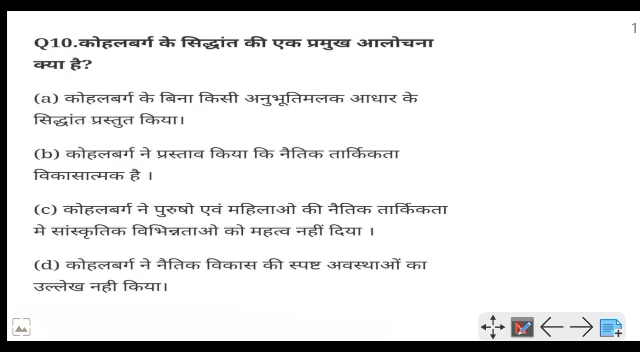 1
Q10.कोहलबर्ग के सिद्धांत की एक प्रमुख आलोचना
क्या है?
(a) कोहलबर्ग के बिना किसी अनुभूतिमलक आधार के
सिद्धांत प्रस्तुत किया।
(b) कोहलबर्ग ने प्रस्ताव किया कि नैतिक तार्किकता
विकासात्मक है ।
(c) कोहलबर्ग ने पुरुषो एवं महिलाओ की नैतिक तार्किकता
मे सांस्कृतिक विभिन्नताओ को महत्व नहीं दिया ।
(d) कोहलबर्ग ने नैतिक विकास की स्पष्ट अवस्थाओं का
उल्लेख नही किया।